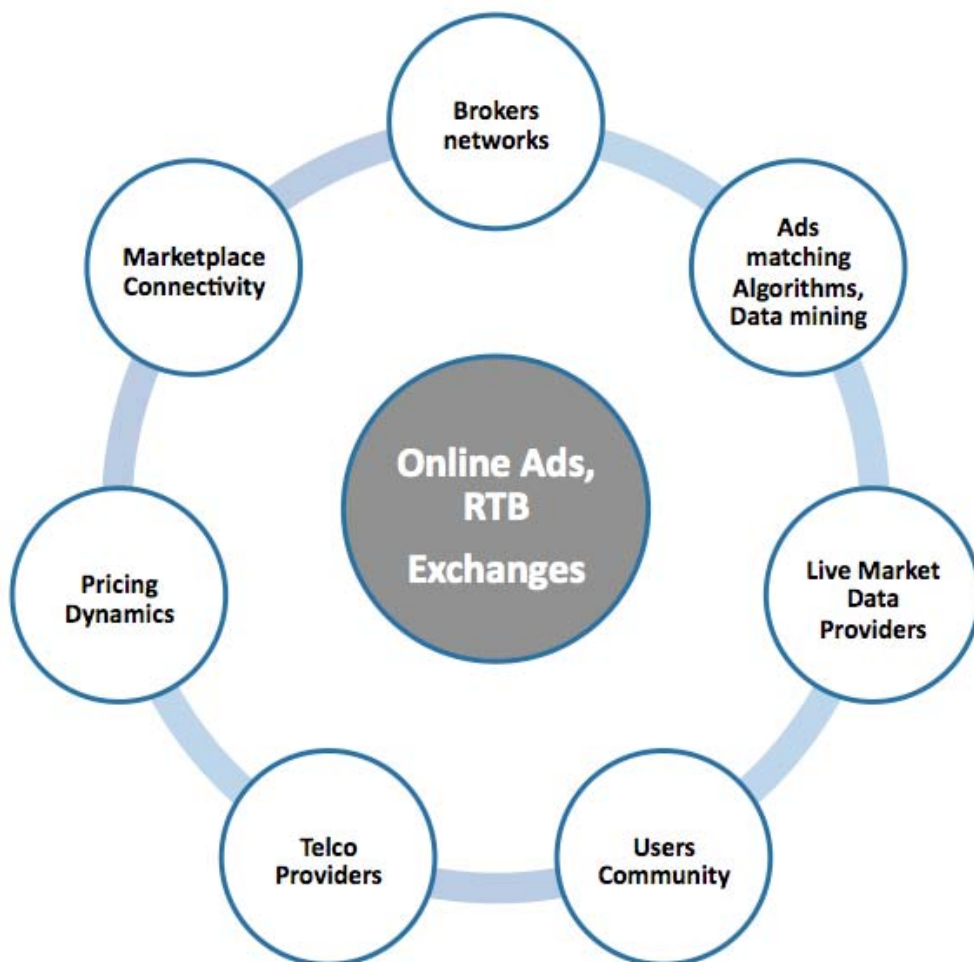 Brokers
networks
Ads
matching
Algorithms,
Data mining
Live Market
Data
Providers
Users
Community
Telco
Providers
Pricing
Dynamics
Marketplace
Connectivity
Online Ads,
RTB
Exchanges